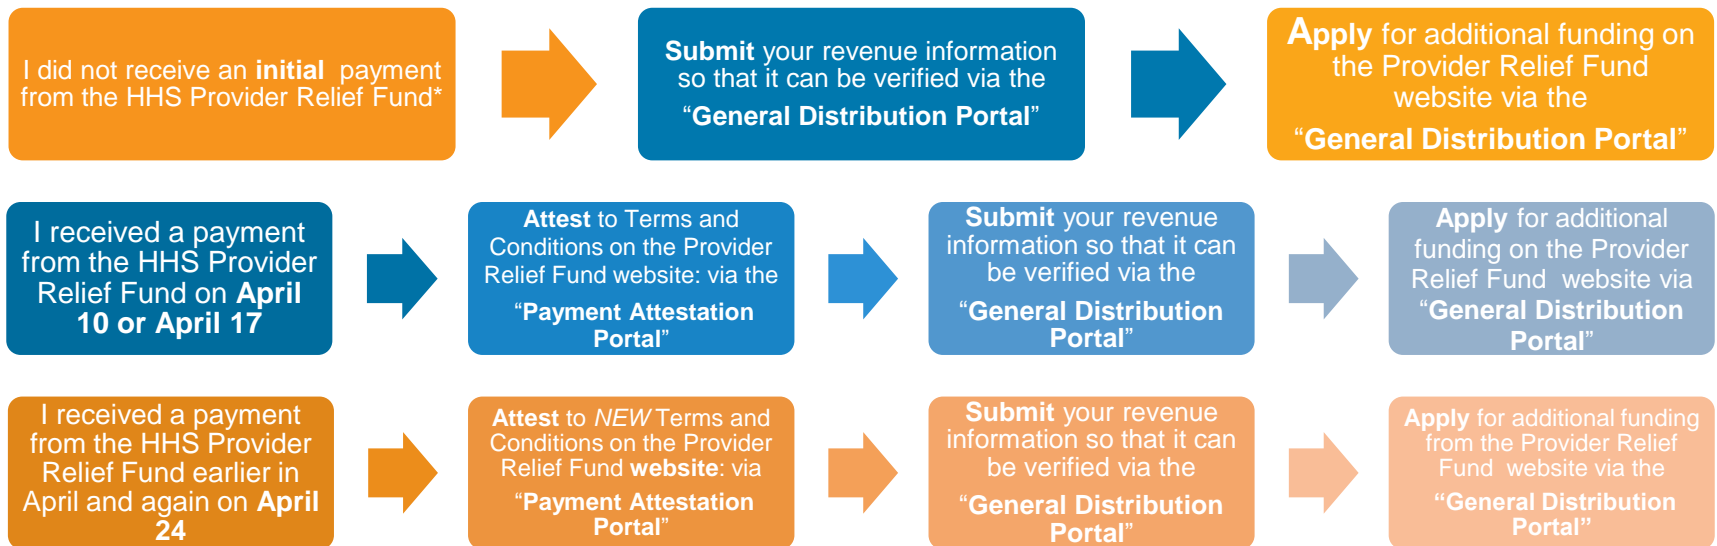 I did not receive an initial payment
from the HHS Provider Relief Fund*
Submit your revenue information
so that it can be verified via the
“General Distribution Portal”
Apply for additional funding on
the Provider Relief Fund
website via the
“General Distribution Portal”
I received a payment
from the HHS Provider
Relief Fund on April
10 or April 17
Attest to Terms and
Conditions on the Provider
Relief Fund website: via the
“Payment Attestation
Portal”
Submit your revenue
information so that it can
be verified via the
“General Distribution
Portal”
Apply for additional
funding on the Provider
Relief Fund website via
“General Distribution
Portal”
I received a payment
from the HHS Provider
Relief Fund earlier in
April and again on April
24
Attest to NEW Terms and
Conditions on the Provider
Relief Fund website: via
“Payment Attestation
Portal”
Submit your revenue
information so that it can
be verified via the
“General Distribution
Portal”
Apply for additional funding
from the Provider Relief
Fund website via the
“General Distribution
Portal”